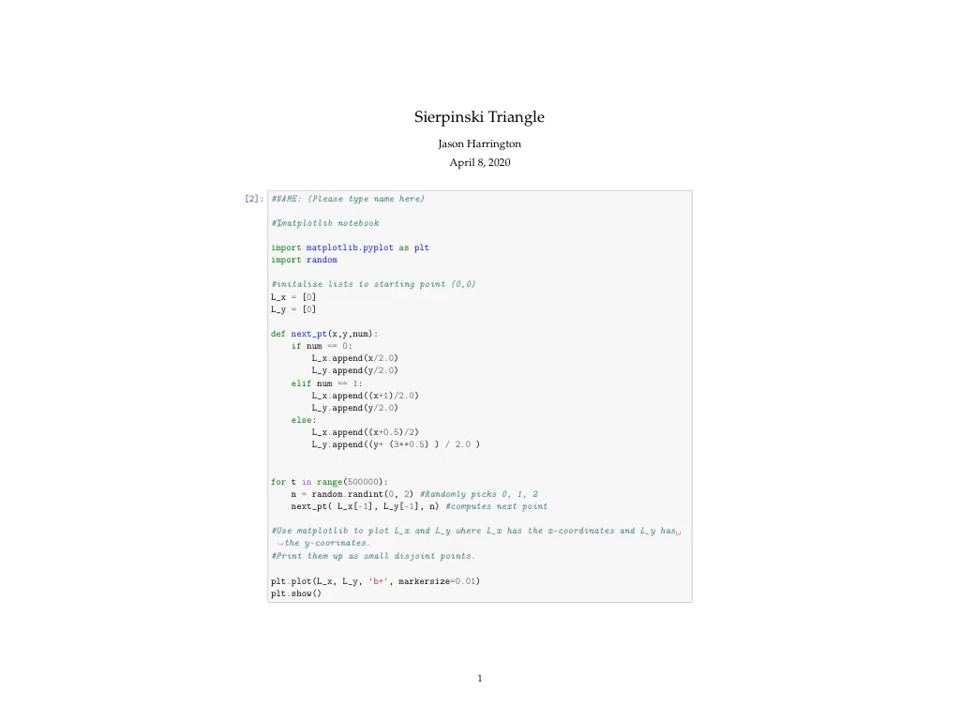 Sierpinski Triangle
Jason Harrington
April 8, 2020
[2]: #NAME: (Please type name here)
#%matplotlib notebook
import matplotlib.pyplot as plt
import random
#initalize lists to starting point (0,0)
L_x = [0]
L_y = [0]
def next_pt(x,y,num):
    if num == 0:
        L_x.append(x/2.0)
        L_y.append(y/2.0)
    elif num == 1:
        L_x.append((x+1)/2.0)
        L_y.append(y/2.0)
    else:
        L_x.append((x+0.5)/2)
        L_y.append((y+ (3**0.5) ) / 2.0 )
for t in range(500000):
    n = random.randint(0, 2) #Randomly picks 0, 1, 2
    next_pt( L_x[-1], L_y[-1], n) #computes next point
#Use matplotlib to plot L_x and L_y where L_x has the x-coordinates and L_y has␣
↪the y-coorinates.
#Print them up as small disjoint points.
plt.plot(L_x, L_y, 'b+', markersize=0.01)
plt.show()
1